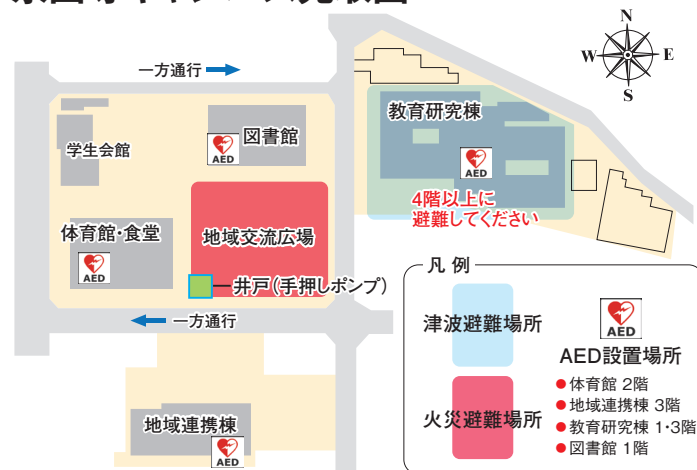 N
W E
S
一方通行
教育研究棟
図書館
AED
学生会館
AED
4階以上に
避難してください
体育館・食堂
地域交流広場
AED
井戸(手押しポンプ)
一方通行
凡例
津波避難場所
AED
AED設置場所
火災避難場所
●体育館 2階
●地域連携棟 3階
●教育研究棟 1・3階
●図書館 1階
地域連携棟
AED